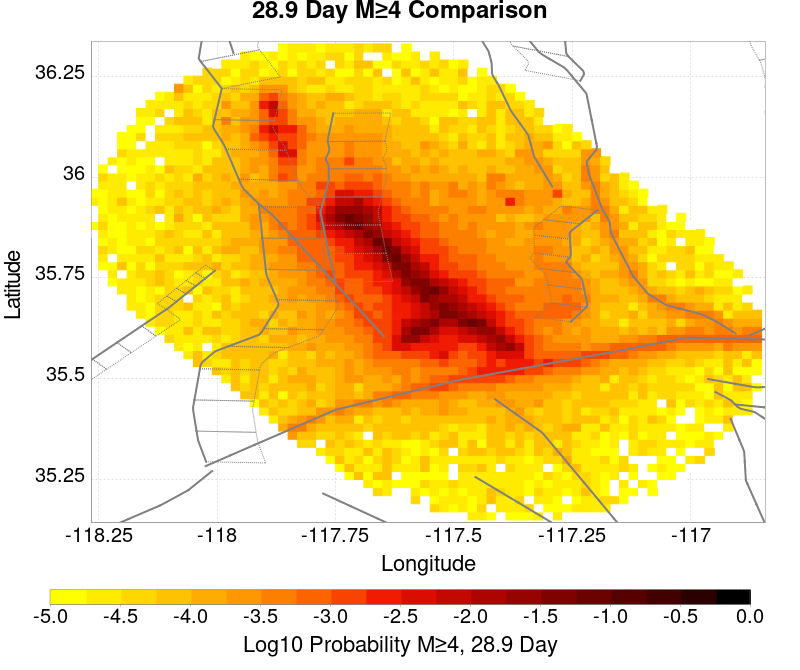 28.9 Day M≥4 Comparison
36.25
36
35.75
35.5
35.25
Latitude
-118.25 -118 -117.75 -117.5 -117.25 -117
Longitude
-5.0 -4.5 -4.0 -3.5 -3.0 -2.5 -2.0 -1.5 -1.0 -0.5 0.0
Log10 Probability M≥4, 28.9 Day